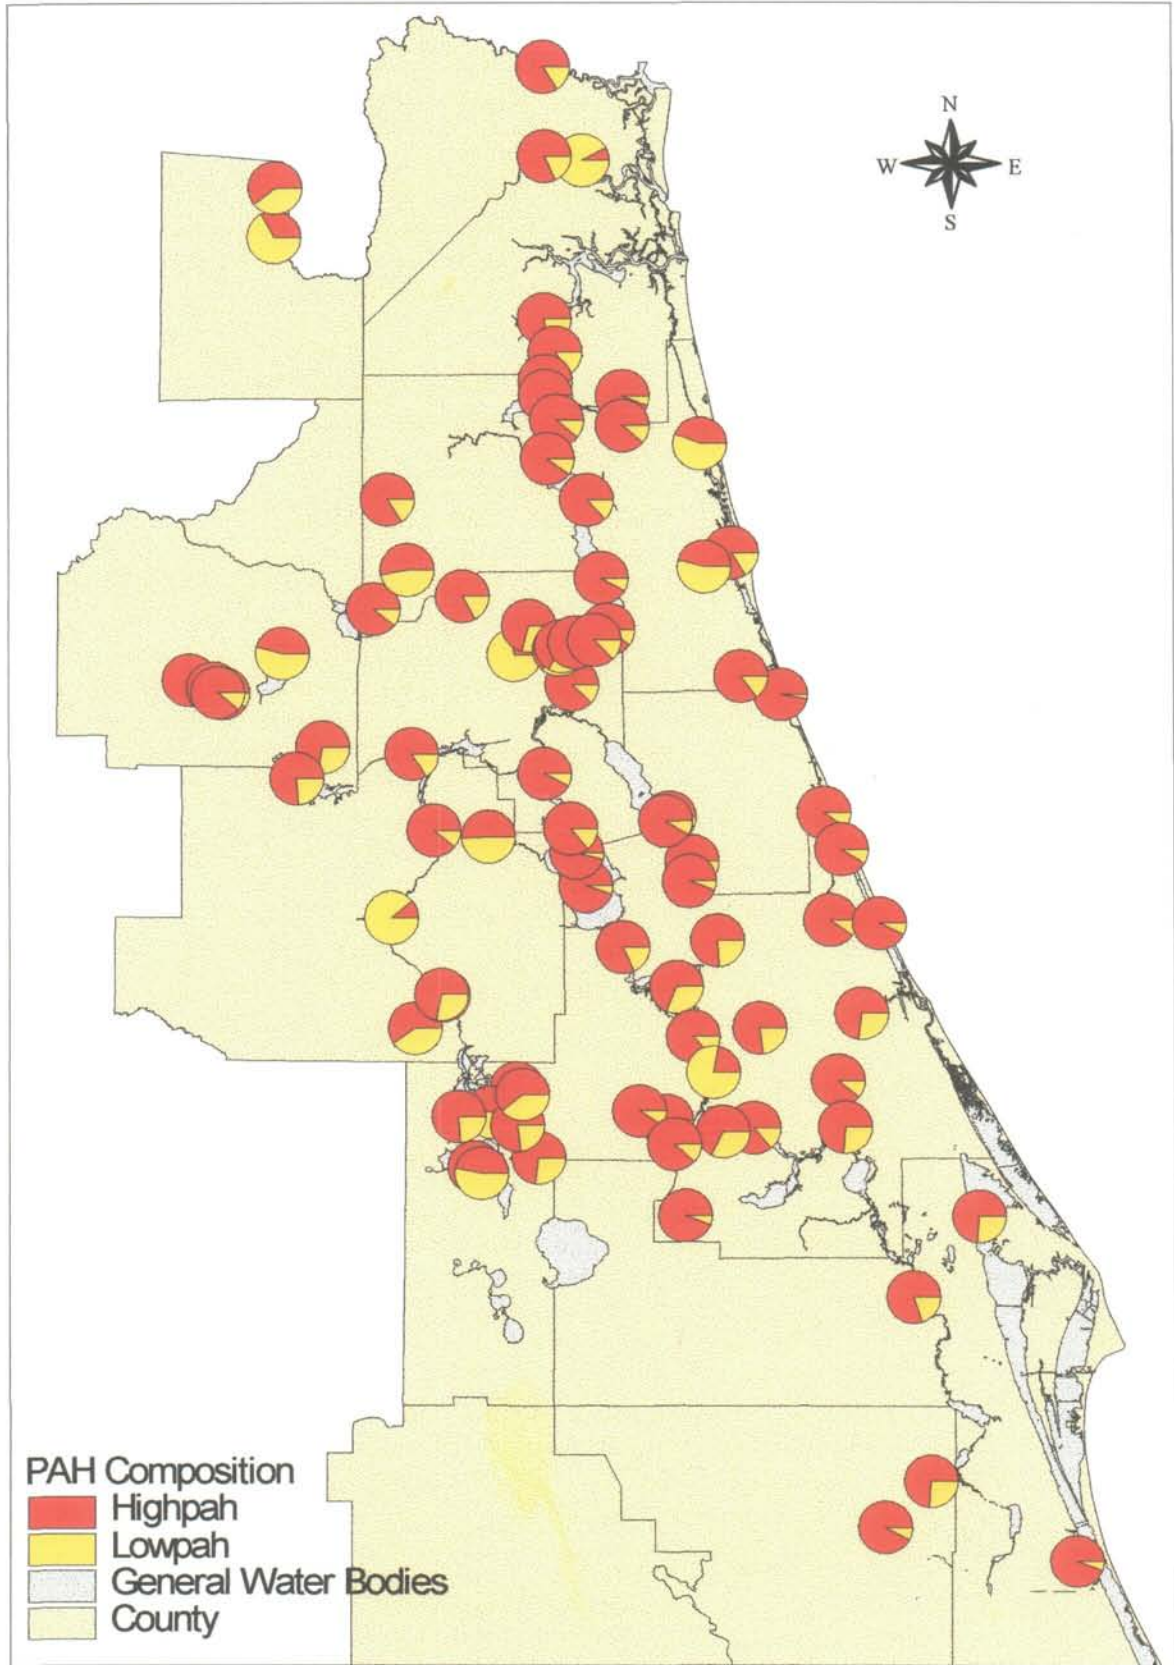 N
W E
S
PAH Composition
Highpah
Lowpah
General Water Bodies
County